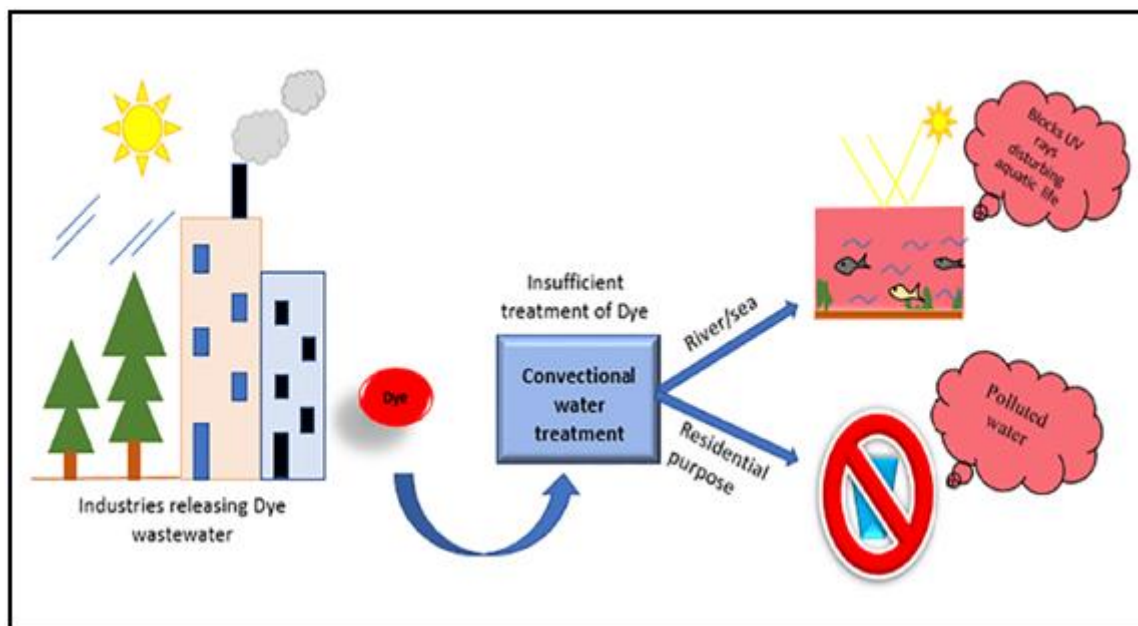 Industries releasing Dye
wastewater
Dye
Insufficient
treatment of Dye
Convectional
water
treatment
River/sea
Residential
purpose
Blocks UV
rays
disturbing
aquatic life
Polluted
water